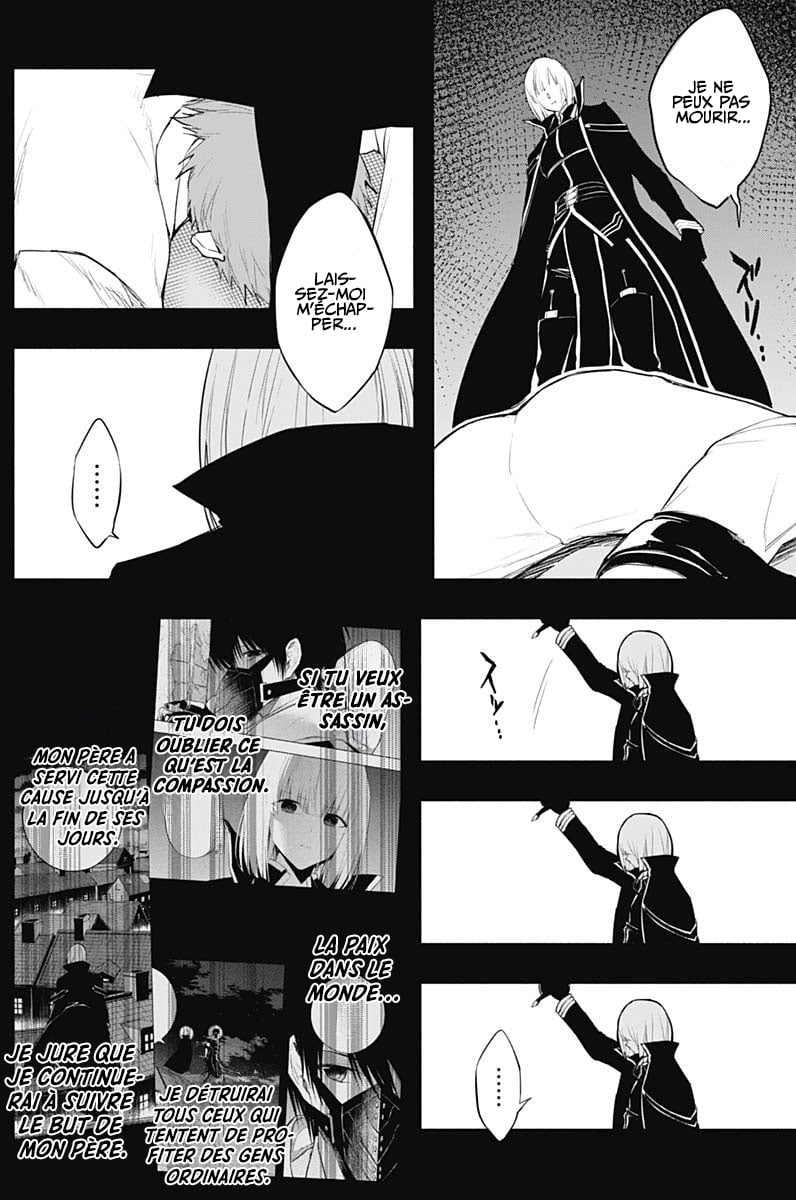 JE NE
PEUX PAS
MOURIR...
ズリ
LAIS-
SEZ-MOI
M'ÉCHAP-
PER...
......
......
SI TU VEUX
ÊTRE UN AS-
SASSIN,
TU DOIS
OUBLIER CE
QU'EST LA
COMPASSION.
MON PÈRE A
SERVI CETTE
CAUSE JUSQU'À
LA FIN DE SES
JOURS.
LA PAIX
DANS LE
MONDE...
JE DÉTRUIRAI
TOUS CEUX QUI
TENTENT DE PRO-
FITER DES GENS
ORDINAIRES.
JE JURE QUE
JE CONTINUE-
RAI À SUIVRE
LE BUT DE
MON PÈRE.